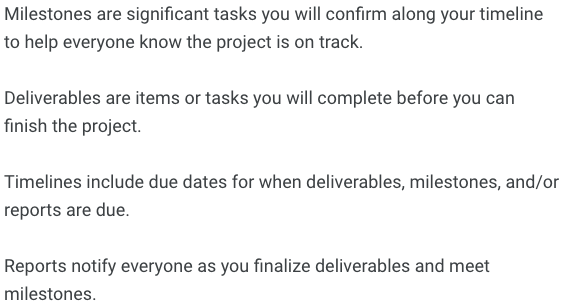 Milestones are significant tasks you will confirm along your timeline
to help everyone know the project is on track.
Deliverables are items or tasks you will complete before you can
finish the project.
Timelines include due dates for when deliverables, milestones, and/or
reports are due.
Reports notify everyone as you finalize deliverables and meet
milestones.